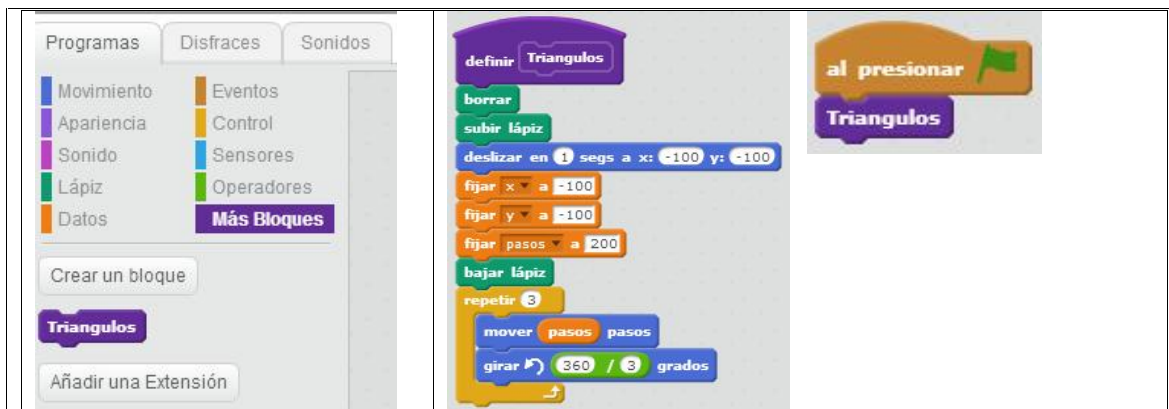 Programas Disfraces Sonidos
Movimiento Eventos
Apariencia Control
Sonido Sensores
Lápiz Operadores
Datos Más Bloques
Crear un bloque
Triangulos
Añadir una Extensión
definir Triangulos
borrar
subir lápiz
deslizar en 1 segs a x: -100 y: -100
fijar x a -100
fijar y a -100
fijar pasos a 200
bajar lápiz
repetir 3
mover pasos pasos
girar 360 / 3 grados
al presionar
Triangulos